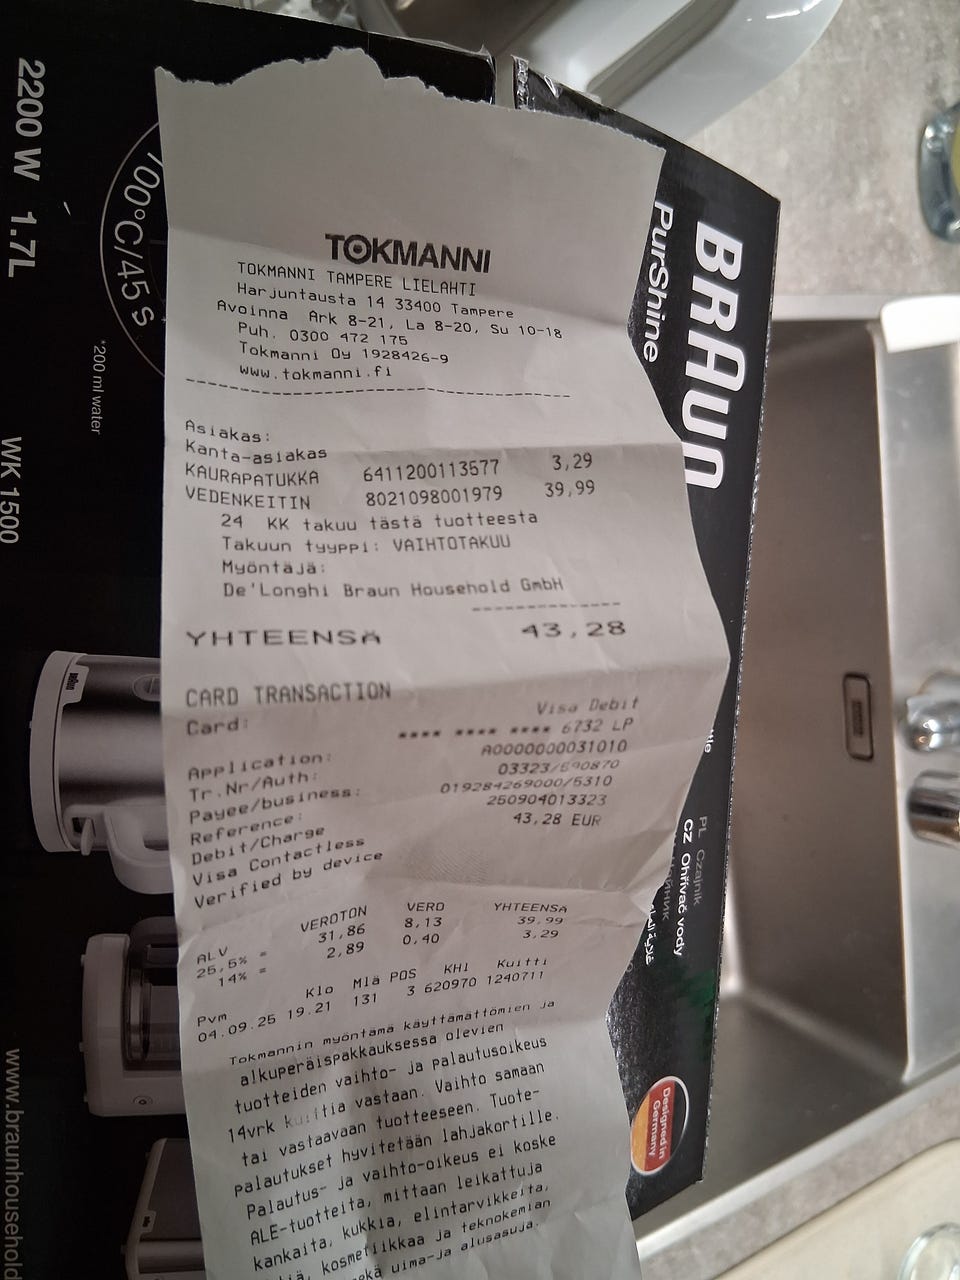 TOKMANNI
TOKMANNI TAMPERE LIELAHTI
Harjuntausta 14 33400 Tampere
Avoinna Ark 8-21, La 8-20, Su 10-18
Puh. 0300 472 175
Tokmanni Oy 1928426-9
www.tokmanni.fi
Asiakas:
Kanta-asiakas
KAURAPATUKKA 6411200113577 3,29
VEDENKEITIN 8021098001979 39,99
24 KK takuu tästä tuotteesta
Takuun tyyppi: VAIHTOTAKUU
Myöntäjä:
De'Longhi Braun Household GmbH
YHTEENSÄ 43,28
CARD TRANSACTION
Card: Visa Debit
**** **** **** 6732 LP
Application: A0000000031010
Tr.Nr/Auth: 03323/690870
Payee/business: 019284269000/5310
Reference: 250904013323
Debit/Charge 43,28 EUR
Visa Contactless
Verified by device
ALV VEROTON VERO YHTEENSÄ
25,5% = 31,86 8,13 39,99
14% = 2,89 0,40 3,29
Pvm Klo Mlä POS KHI Kuitti
04.09.25 19.21 131 3 620970 1240711
Tokmannin myöntämä käyttämättömien ja
alkuperäispakkauksessa olevien
tuotteiden vaihto- ja palautusoikeus
14vrk kuittia vastaan. Vaihto samaan
tai vastaavaan tuotteeseen. Tuote-
palautukset hyvitetään lahjakortille.
Palautus- ja vaihto-oikeus ei koske
ALE-tuotteita, mittaan leikattuja
kankaita, kukkia, elintarvikkeita,
kosmetiikkaa ja teknokemian
uima-ja alusasuja.
BRAUN
PurShine
2200 W 1.7L
100°C/45 s
*200 ml water
WK 1500
www.braunhousehold
PL Czajnik
CZ Ohřívač vody
Designed in
Germany